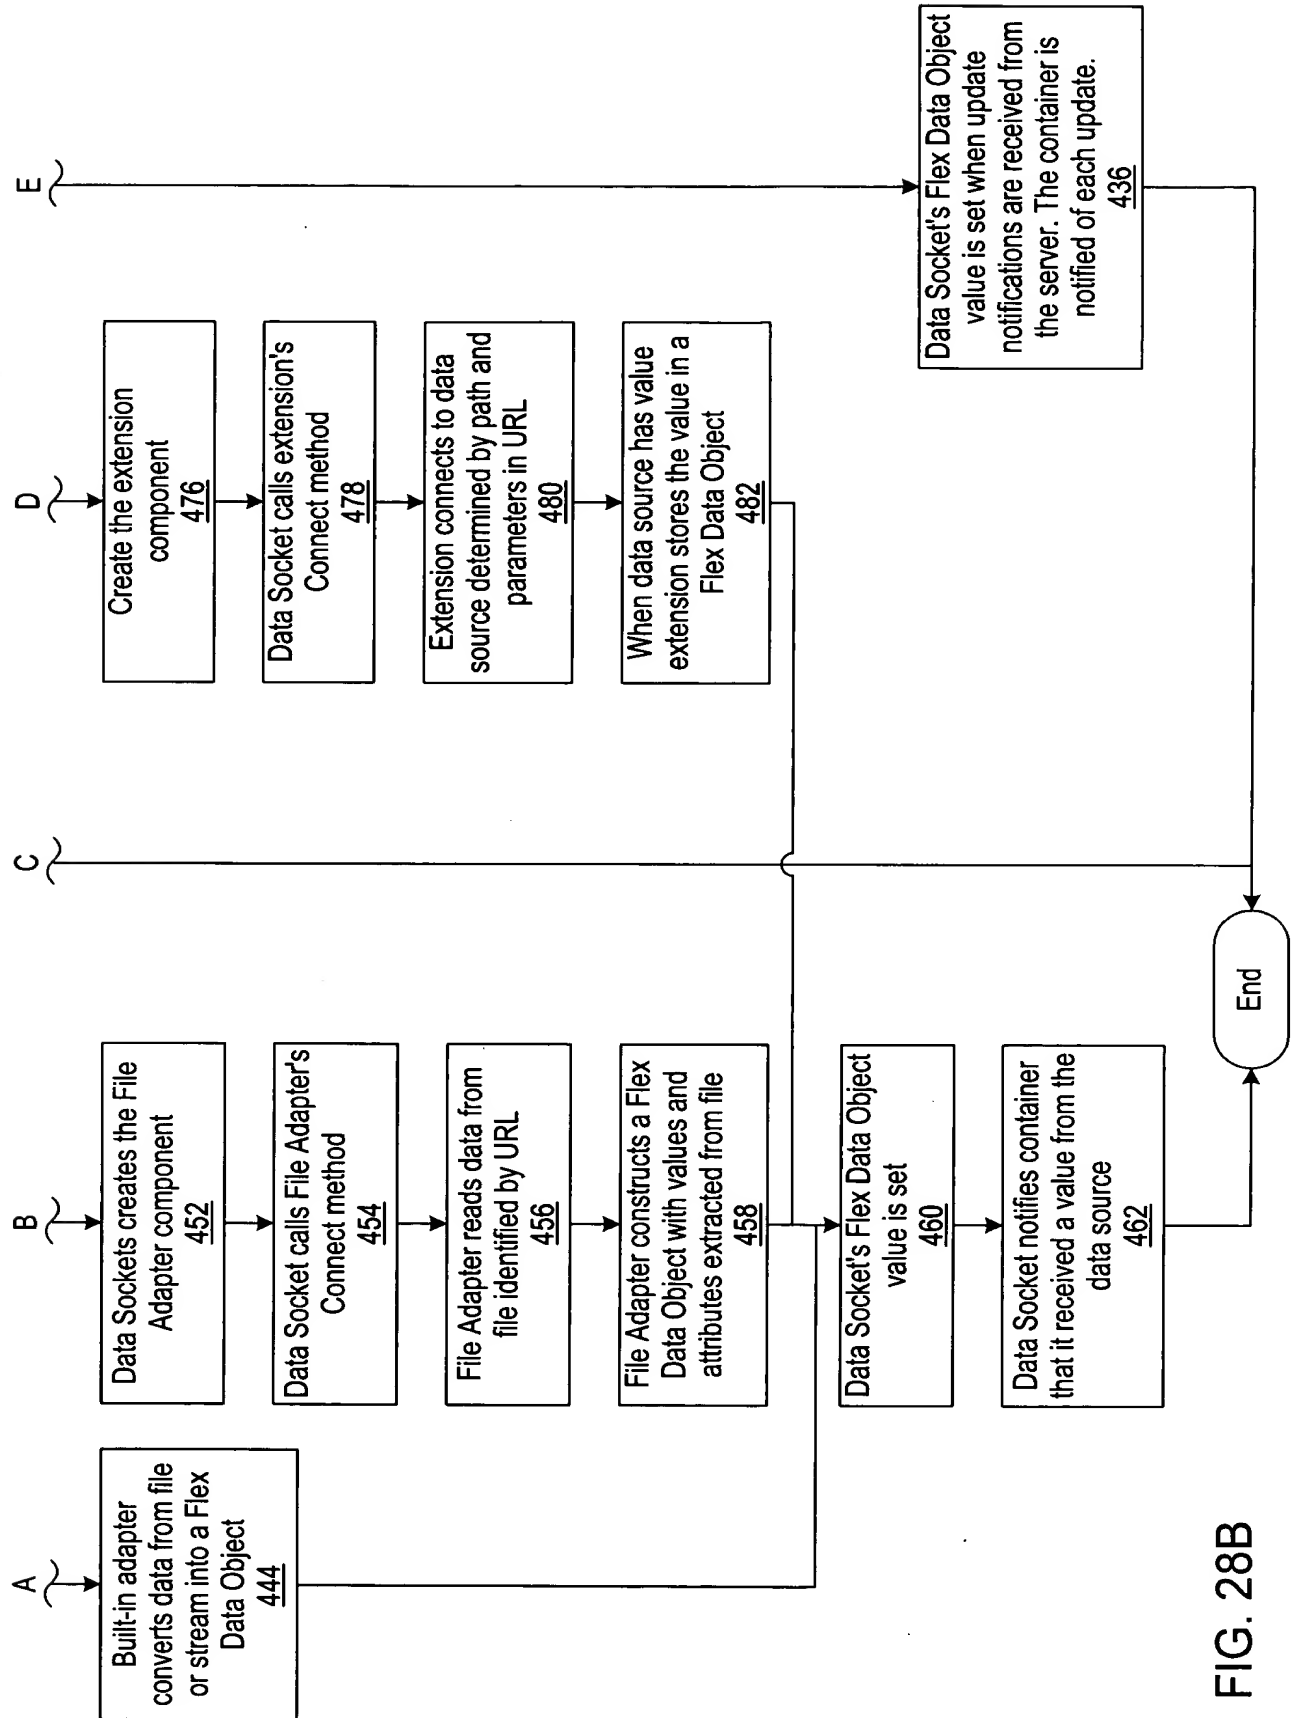 A
B
C
D
E
Built-in adapter
converts data from file
or stream into a Flex
Data Object
444
Data Sockets creates the File
Adapter component
452
Data Socket calls File Adapter's
Connect method
454
File Adapter reads data from
file identified by URL
456
File Adapter constructs a Flex
Data Object with values and
attributes extracted from file
458
Data Socket's Flex Data Object
value is set
460
Data Socket notifies container
that it received a value from the
data source
462
Create the extension
component
476
Data Socket calls extension's
Connect method
478
Extension connects to data
source determined by path and
parameters in URL
480
When data source has value
extension stores the value in a
Flex Data Object
482
Data Socket's Flex Data Object
value is set when update
notifications are received from
the server. The container is
notified of each update.
436
End
FIG. 28B